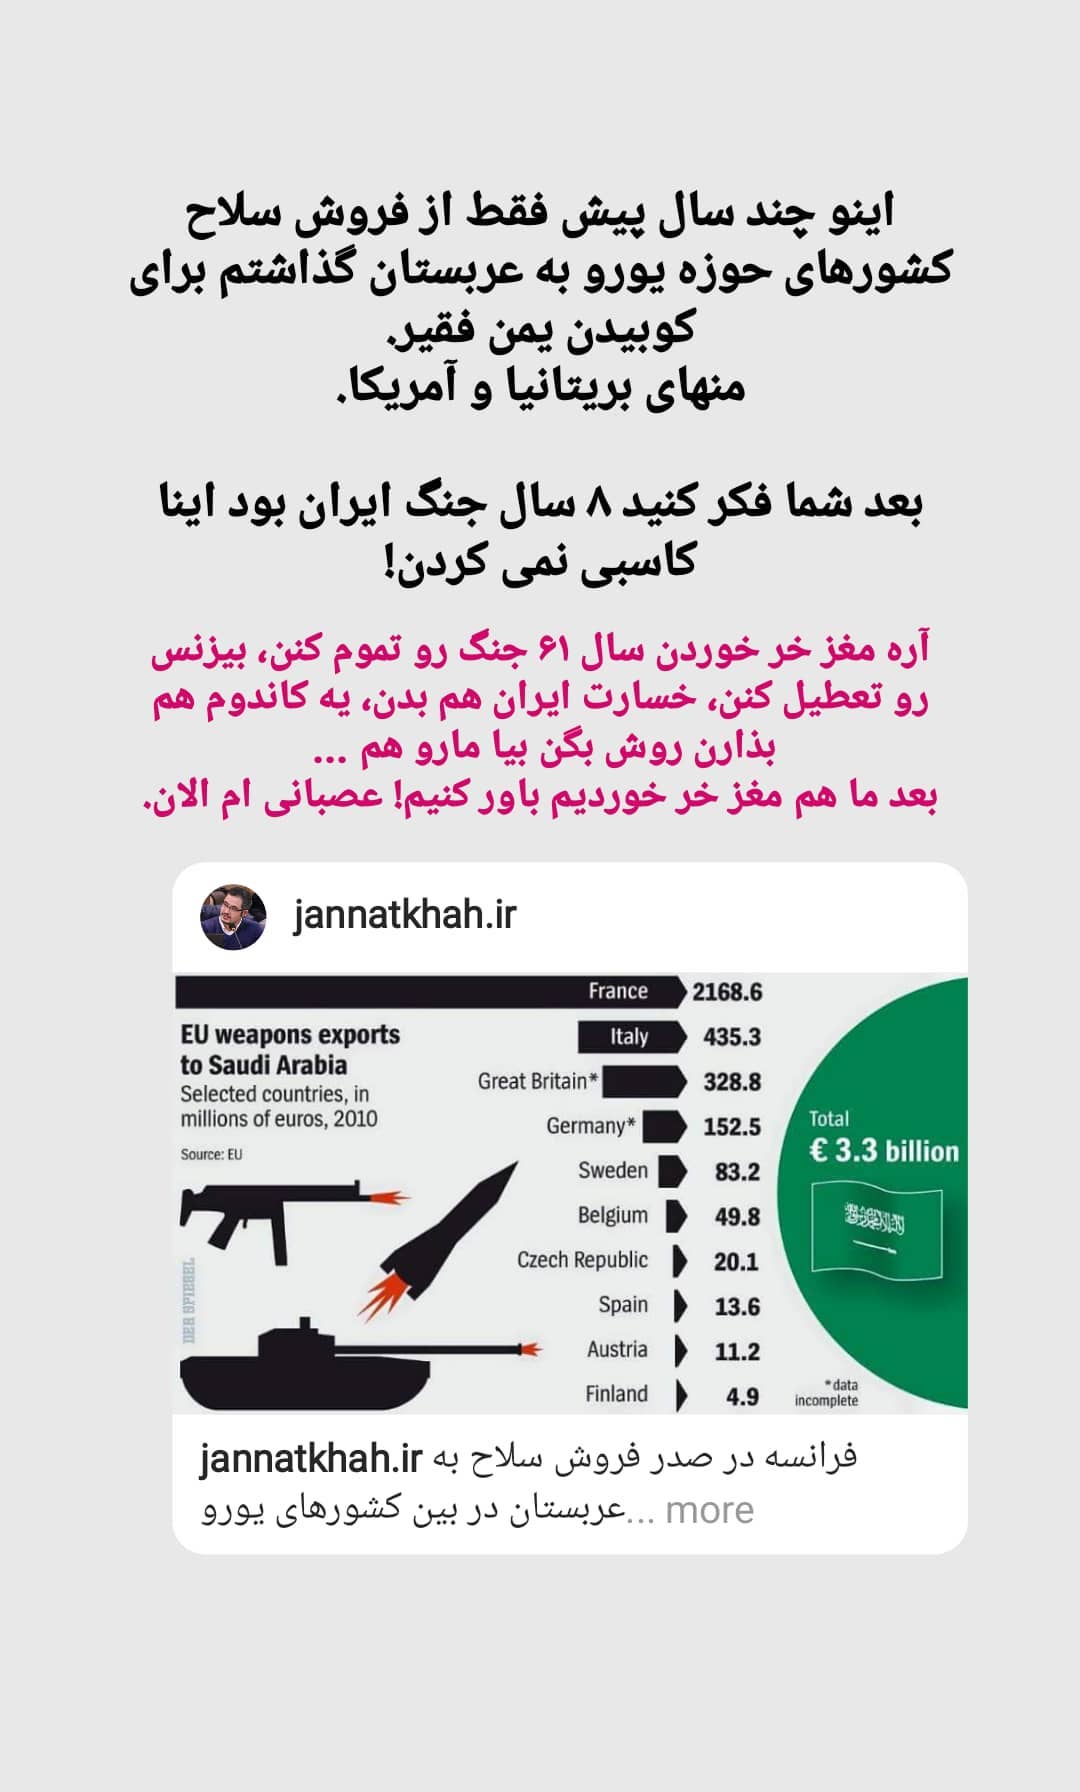 اینو چند سال پیش فقط از فروش سلاح
کشورهای حوزه یورو به عربستان گذاشتم برای
کوبیدن یمن فقیر.
منهای بریتانیا و آمریکا.
بعد شما فکر کنید ۸ سال جنگ ایران بود اینا
کاسبی نمی کردن!
آره مغز خر خوردن سال ۶۱ جنگ رو تموم کنن، بیزنس
رو تعطیل کنن، خسارت ایران هم بدن، یه کاندوم هم
بذارن روش بگن بیا مارو هم ...
بعد ما هم مغز خر خوردیم باور کنیم! عصبانی ام الان.
jannatkhah.ir
EU weapons exports
to Saudi Arabia
Selected countries, in
millions of euros, 2010
Source: EU
France 2168.6
Italy 435.3
Great Britain* 328.8
Germany* 152.5
Sweden 83.2
Belgium 49.8
Czech Republic 20.1
Spain 13.6
Austria 11.2
Finland 4.9
Total
€ 3.3 billion
*data
incomplete
DER SPIEGEL
jannatkhah.ir فرانسه در صدر فروش سلاح به
عربستان در بین کشورهای یورو... more